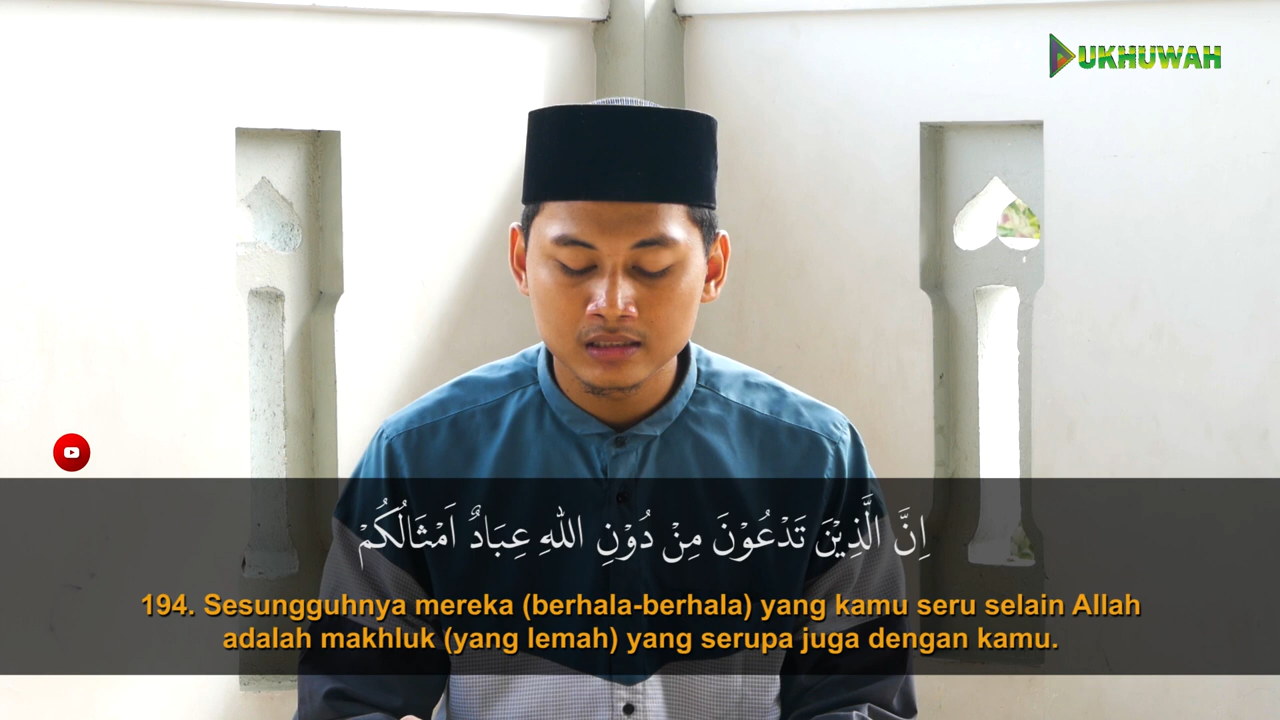 UKHUWAH
اِنَّ الَّذِيْنَ تَدْعُوْنَ مِنْ دُوْنِ اللهِ عِبَادٌ اَمْثَالُكُمْ
194. Sesungguhnya mereka (berhala-berhala) yang kamu seru selain Allah
adalah makhluk (yang lemah) yang serupa juga dengan kamu.